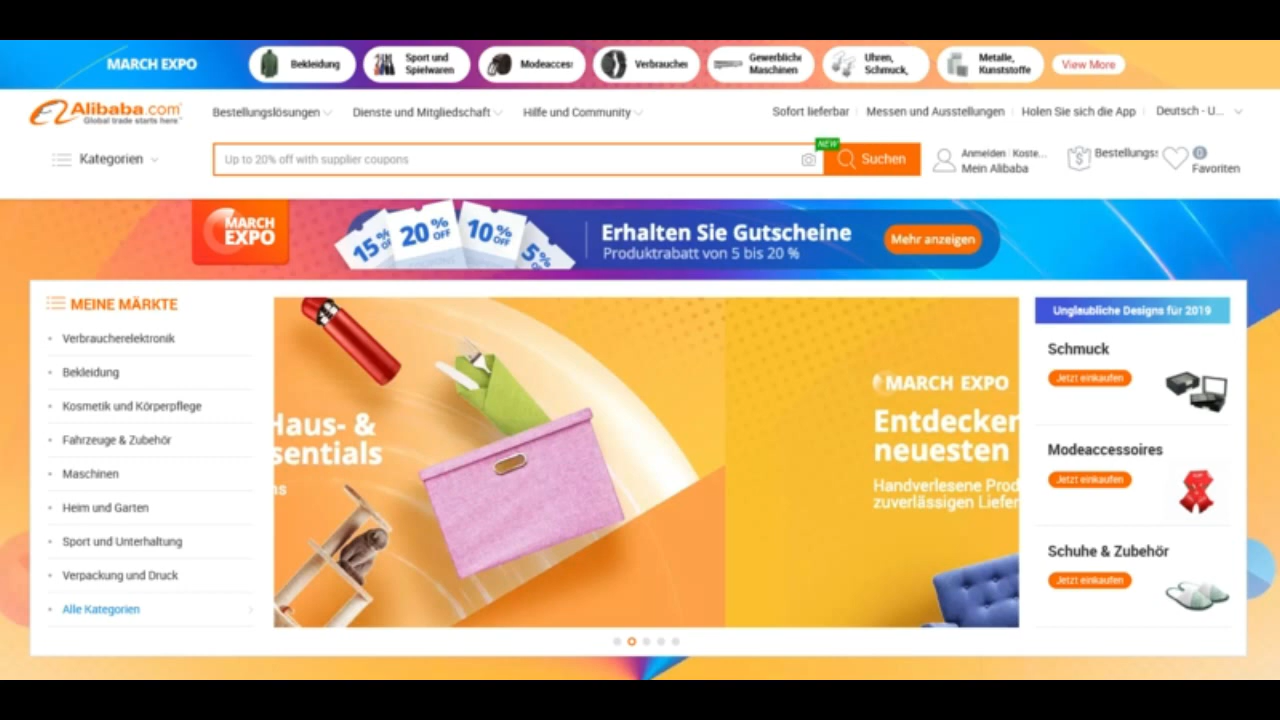 MARCH EXPO
Bekleidung
Sport und
Spielwaren
Modeacces
Verbraucher
Gewerbliche
Maschinen
Uhren,
Schmuck,
Metalle,
Kunststoffe
View More
Alibaba.com
Global trade starts here
Bestellungslösungen
Dienste und Mitgliedschaft
Hilfe und Community
Sofort lieferbar
Messen und Ausstellungen
Holen Sie sich die App
Deutsch - U...
Kategorien
Up to 20% off with supplier coupons
NEW
Suchen
Anmelden | Koste...
Mein Alibaba
Bestellungs
0
Favoriten
MARCH
EXPO
15%
20% OFF
10% OFF
5%
Erhalten Sie Gutscheine
Produktrabatt von 5 bis 20 %
Mehr anzeigen
MEINE MÄRKTE
Verbraucherelektronik
Bekleidung
Kosmetik und Körperpflege
Fahrzeuge & Zubehör
Maschinen
Heim und Garten
Sport und Unterhaltung
Verpackung und Druck
Alle Kategorien
Haus- &
sentials
ns
MARCH EXPO
Entdecken
neuesten
Handverlesene Prod
zuverlässigen Liefer
Unglaubliche Designs für 2019
Schmuck
Jetzt einkaufen
Modeaccessoires
Jetzt einkaufen
Schuhe & Zubehör
Jetzt einkaufen